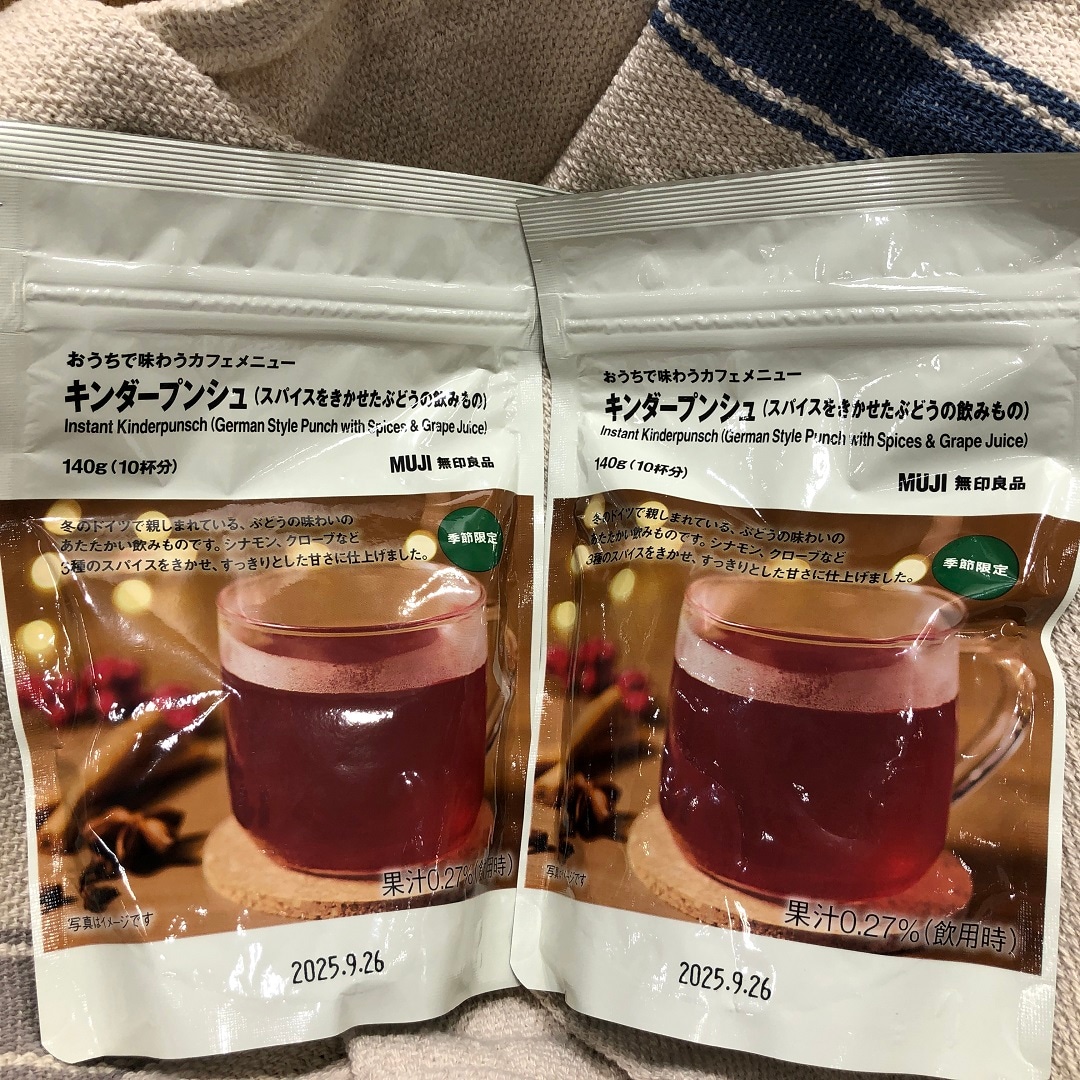 おうちで味わうカフェメニュー
キンダープンシュ(スパイスをきかせたぶどうの飲みもの)
Instant Kinderpunsch (German Style Punch with Spices & Grape Juice)
140g(10杯分)
MUJI 無印良品
冬のドイツで親しまれている、ぶどうの味わいの
あたたかい飲みものです。シナモン、クローブなど
3種のスパイスをきかせ、すっきりとした甘さに仕上げました。
季節限定
果汁0.27%(飲用時)
写真はイメージです
2025.9.26
おうちで味わうカフェメニュー
キンダープンシュ(スパイスをきかせたぶどうの飲みもの)
Instant Kinderpunsch (German Style Punch with Spices & Grape Juice)
140g(10杯分)
MUJI 無印良品
冬のドイツで親しまれている、ぶどうの味わいの
あたたかい飲みものです。シナモン、クローブなど
3種のスパイスをきかせ、すっきりとした甘さに仕上げました。
季節限定
写真はイメージです
果汁0.27%(飲用時)
2025.9.26